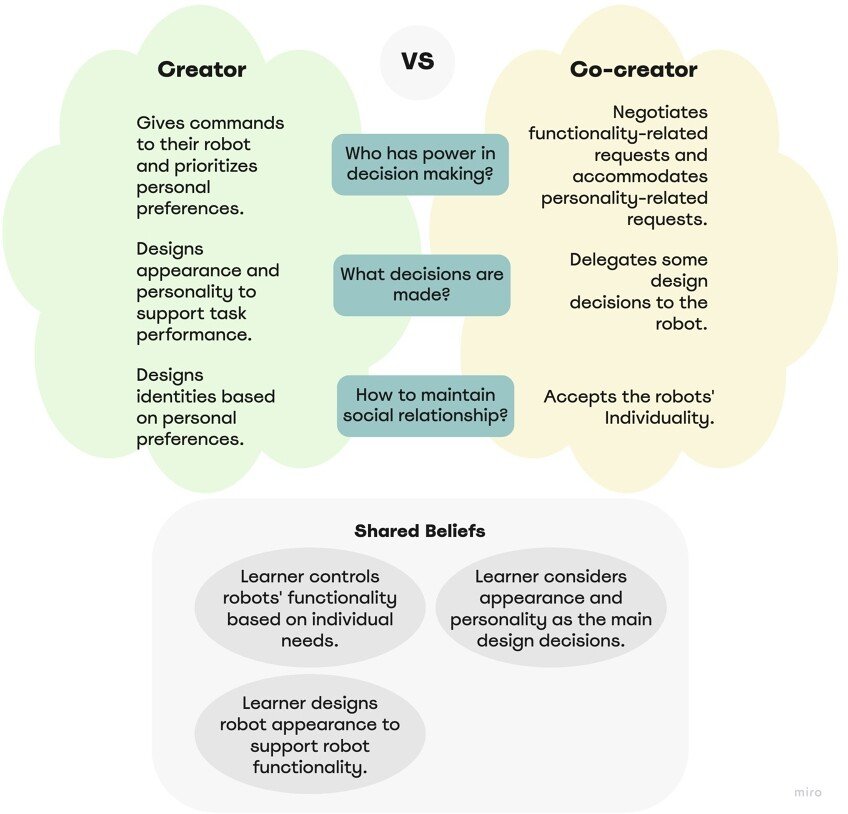 Creator
VS
Co-creator
Gives commands
to their robot
and prioritizes
personal
preferences.
Who has power in
decision making?
Negotiates
functionality-related
requests and
accommodates
personality-related
requests.
Designs
appearance and
personality to
support task
performance.
What decisions are
made?
Delegates some
design
decisions to the
robot.
Designs
identities based
on personal
preferences.
How to maintain
social relationship?
Accepts the robots'
Individuality.
Shared Beliefs
Learner controls
robots' functionality
based on individual
needs.
Learner considers
appearance and
personality as the main
design decisions.
Learner designs
robot appearance to
support robot
functionality.
miro